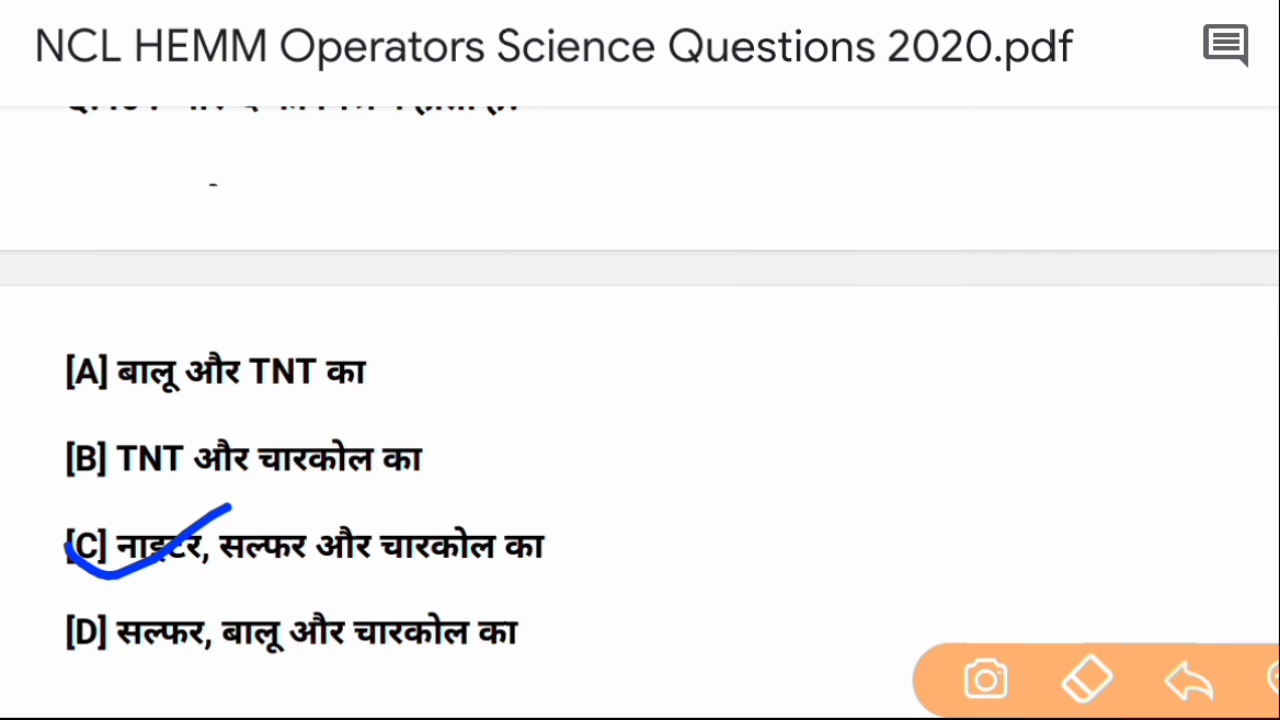 NCL HEMM Operators Science Questions 2020.pdf
[A] बालू और TNT का
[B] TNT और चारकोल का
[C] नाइटर, सल्फर और चारकोल का
[D] सल्फर, बालू और चारकोल का